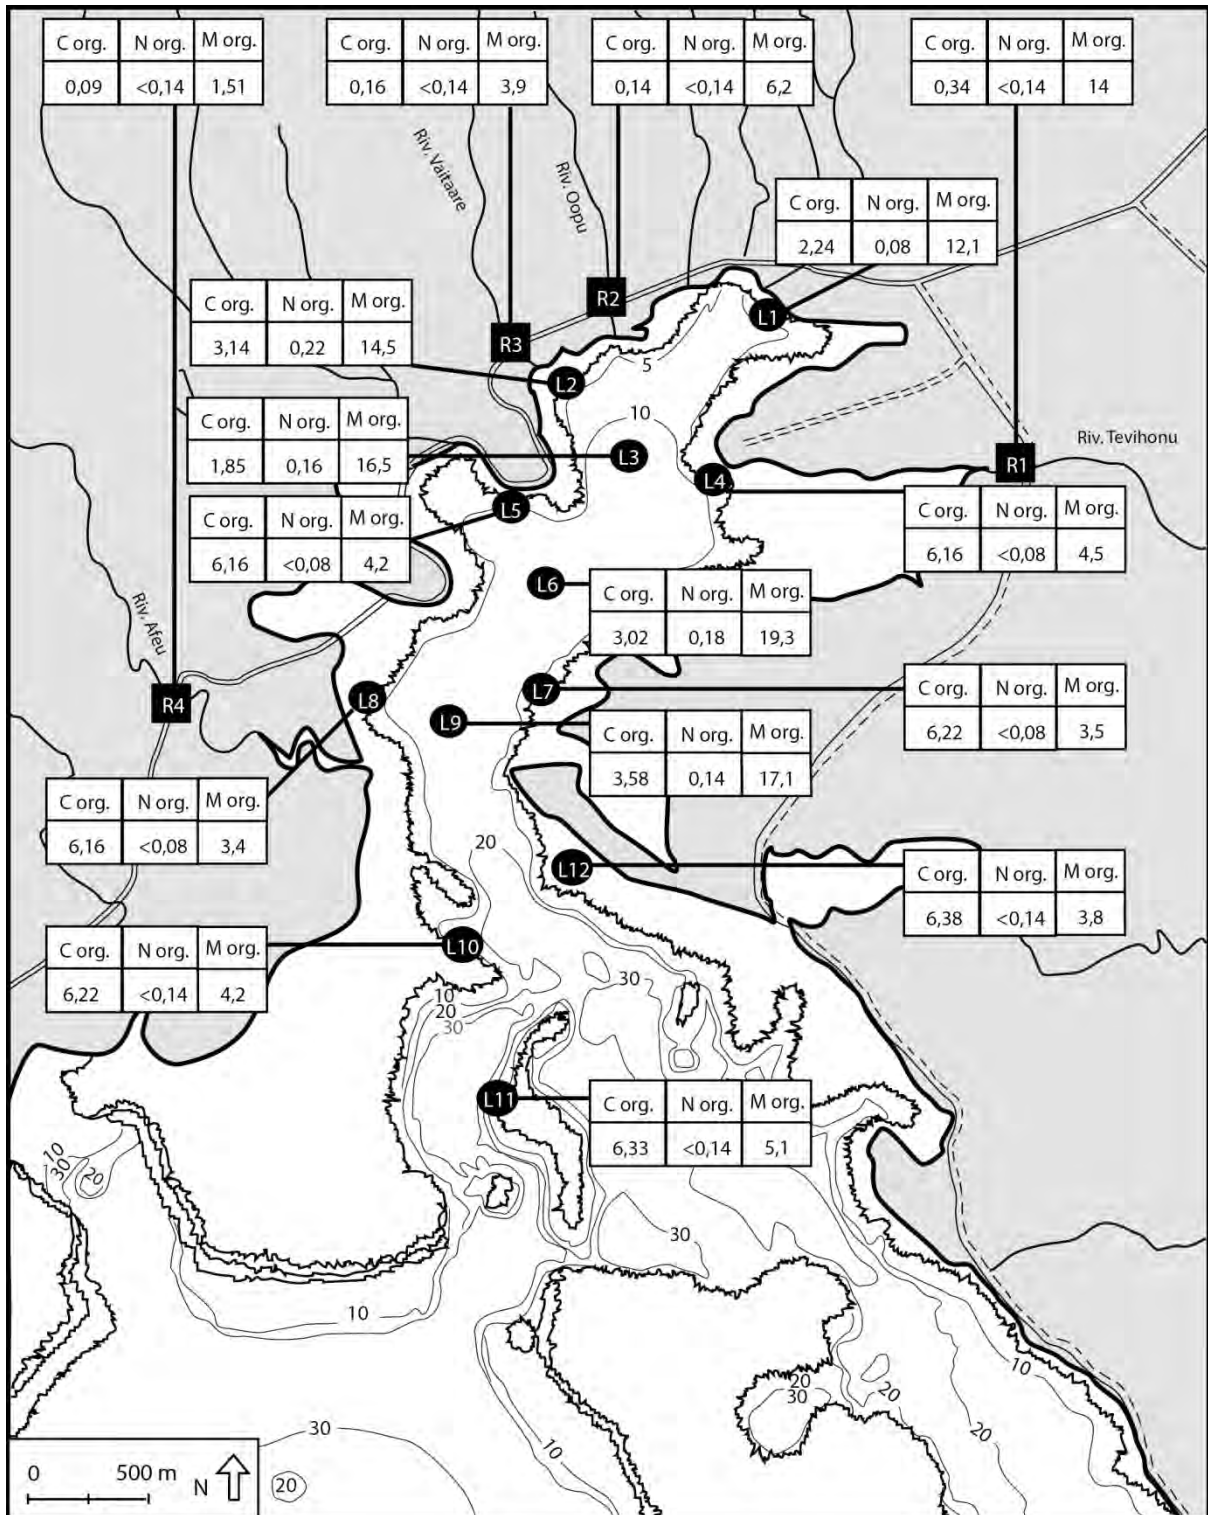 C org. N org. M org.
0,09 <0,14 1,51
C org. N org. M org.
0,16 <0,14 3,9
C org. N org. M org.
0,14 <0,14 6,2
C org. N org. M org.
0,34 <0,14 14
Riv. Vaitaare
Riv. Oopu
C org. N org. M org.
2,24 0,08 12,1
C org. N org. M org.
3,14 0,22 14,5
R2
L1
R3
5
L2
C org. N org. M org.
1,85 0,16 16,5
10
L3
Riv. Tevihonu
R1
L4
C org. N org. M org.
6,16 <0,08 4,2
L5
C org. N org. M org.
6,16 <0,08 4,5
L6
C org. N org. M org.
3,02 0,18 19,3
Riv. Afeu
R4
L8
L7
C org. N org. M org.
6,22 <0,08 3,5
L9
C org. N org. M org.
3,58 0,14 17,1
C org. N org. M org.
6,16 <0,08 3,4
20
L12
C org. N org. M org.
6,38 <0,14 3,8
C org. N org. M org.
6,22 <0,14 4,2
L10
30
10
20
30
L11
C org. N org. M org.
6,33 <0,14 5,1
10
30
20
30
10
10
20
30
20
20
10
30
20
0 500 m
N